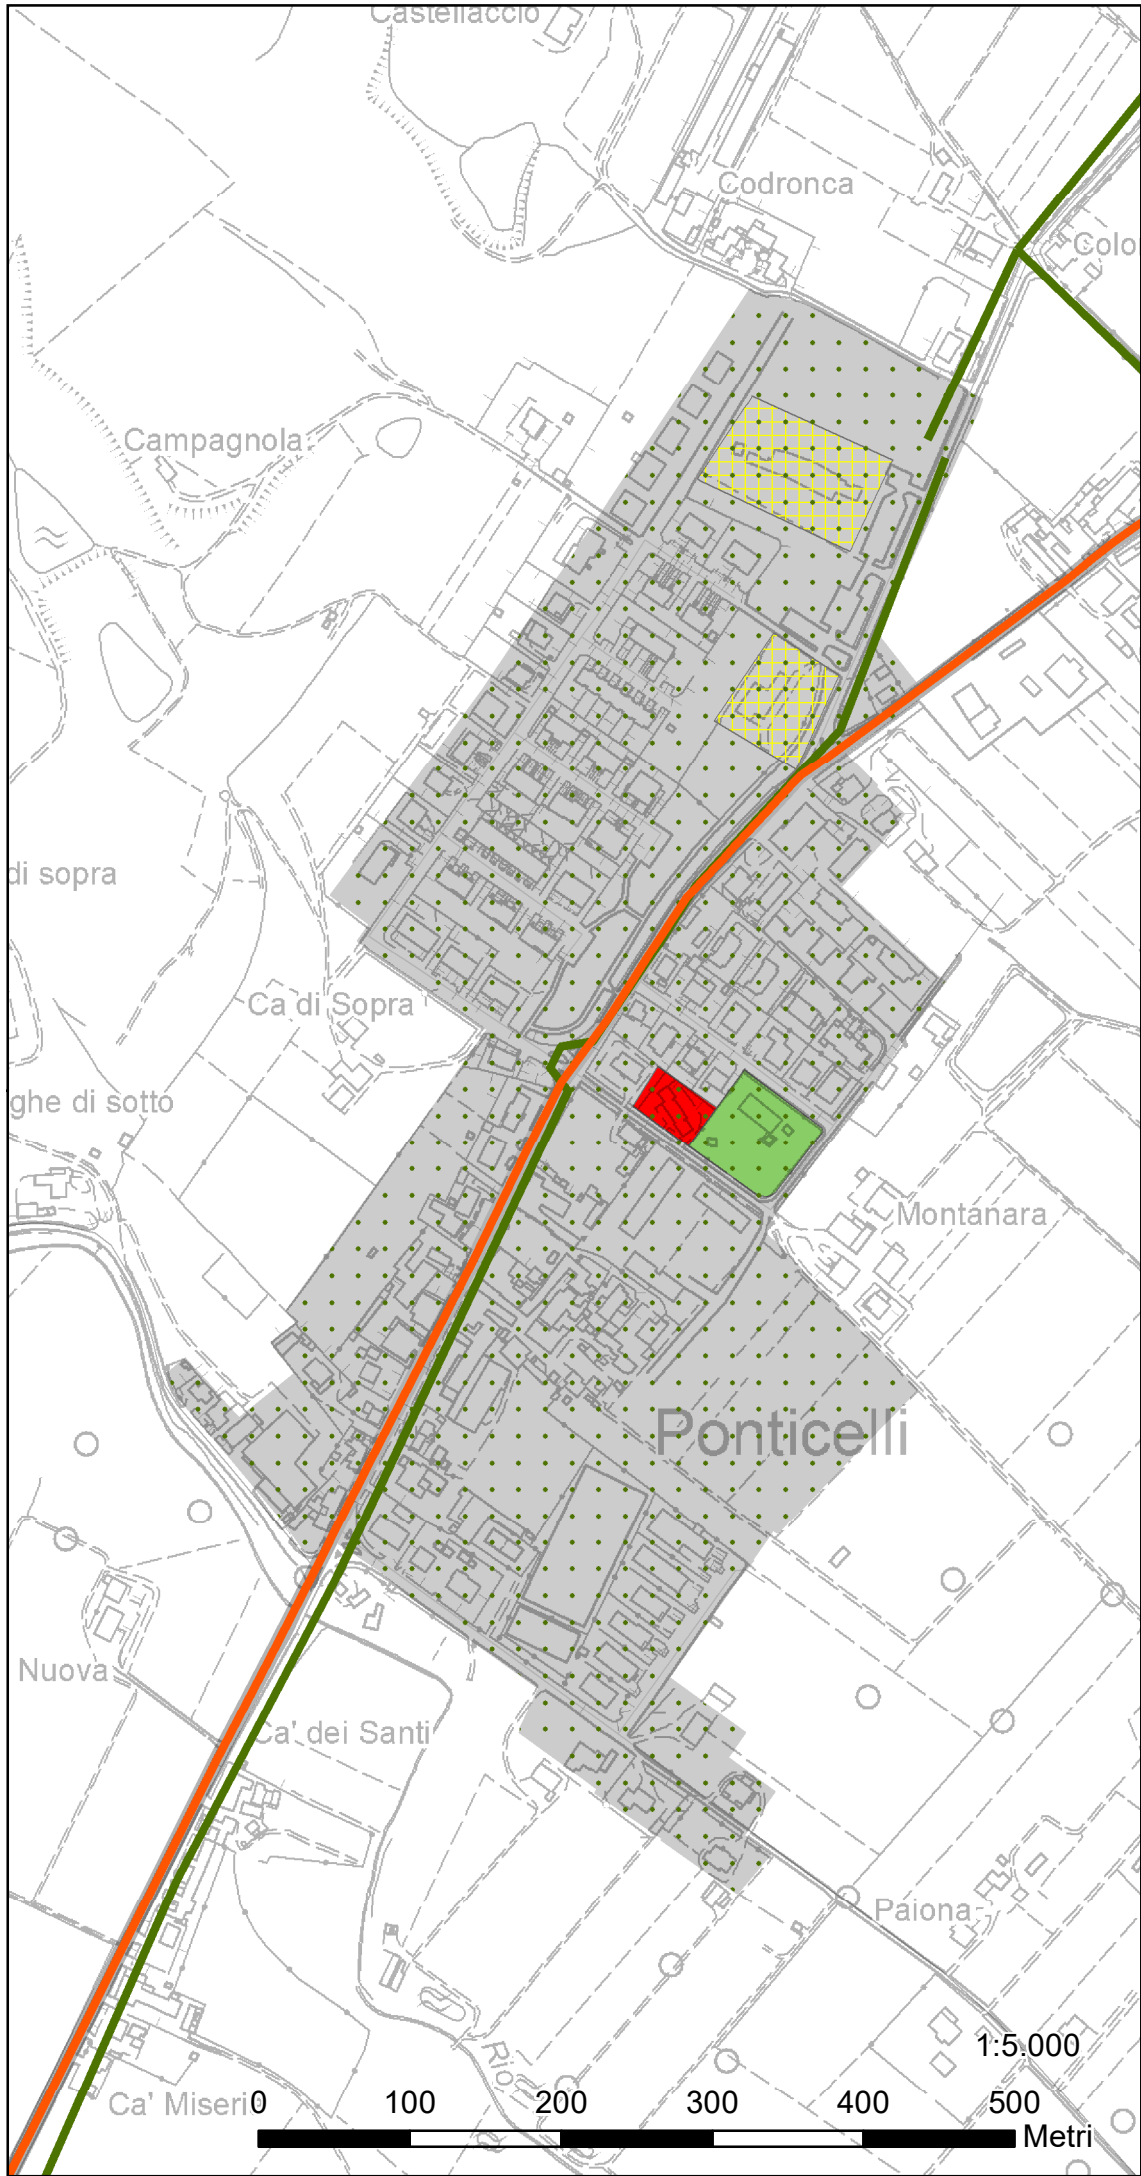 Castellaccio
Codronca
Colo
Campagnola
di sopra
Ca di Sopra
ghe di sotto
Montanara
Ponticelli
Nuova
Ca' dei Santi
Paiona
Rio
1:5.000
Ca' Miseri
0 100 200 300 400 500
Metri